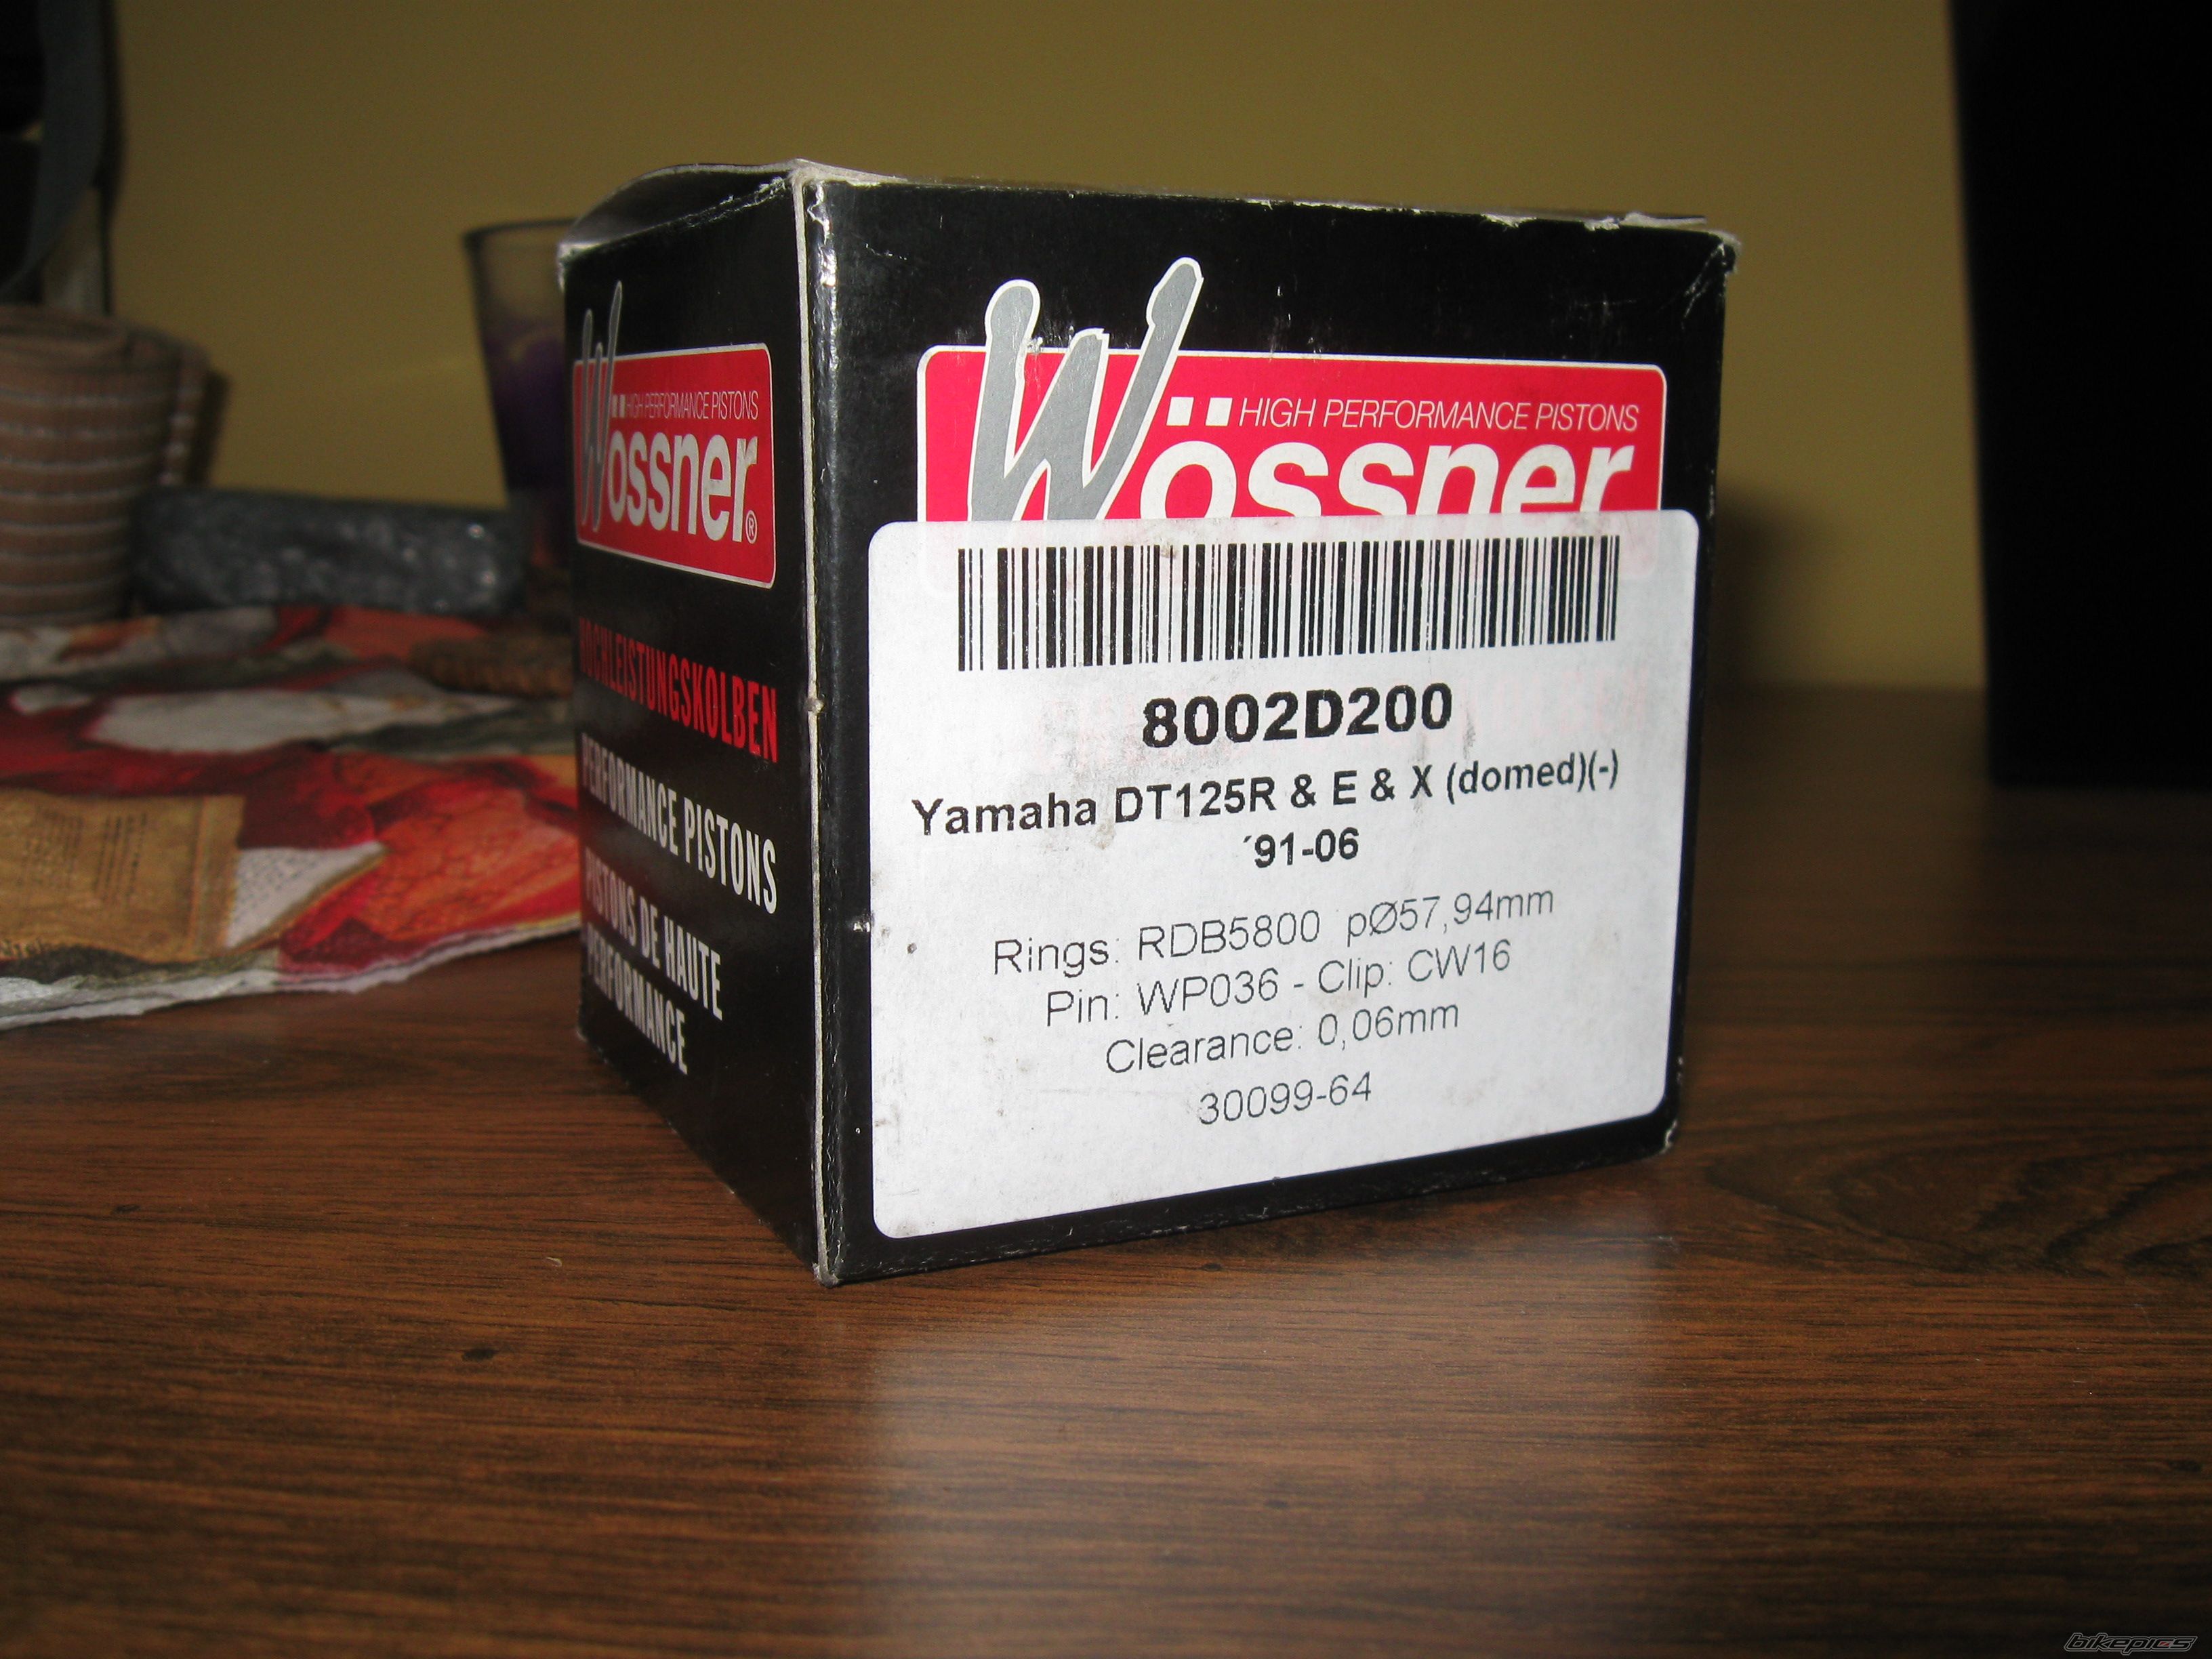 HIGH PERFORMANCE PISTONS
Wössner®
HOCHLEISTUNGSKOLBEN
PERFORMANCE PISTONS
PISTONS DE HAUTE
PERFORMANCE
HIGH PERFORMANCE PISTONS
Wössner
8002D200
Yamaha DT125R & E & X (domed)(-)
´91-06
Rings: RDB5800 pØ57,94mm
Pin: WP036 - Clip: CW16
Clearance: 0,06mm
30099-64
bikepics